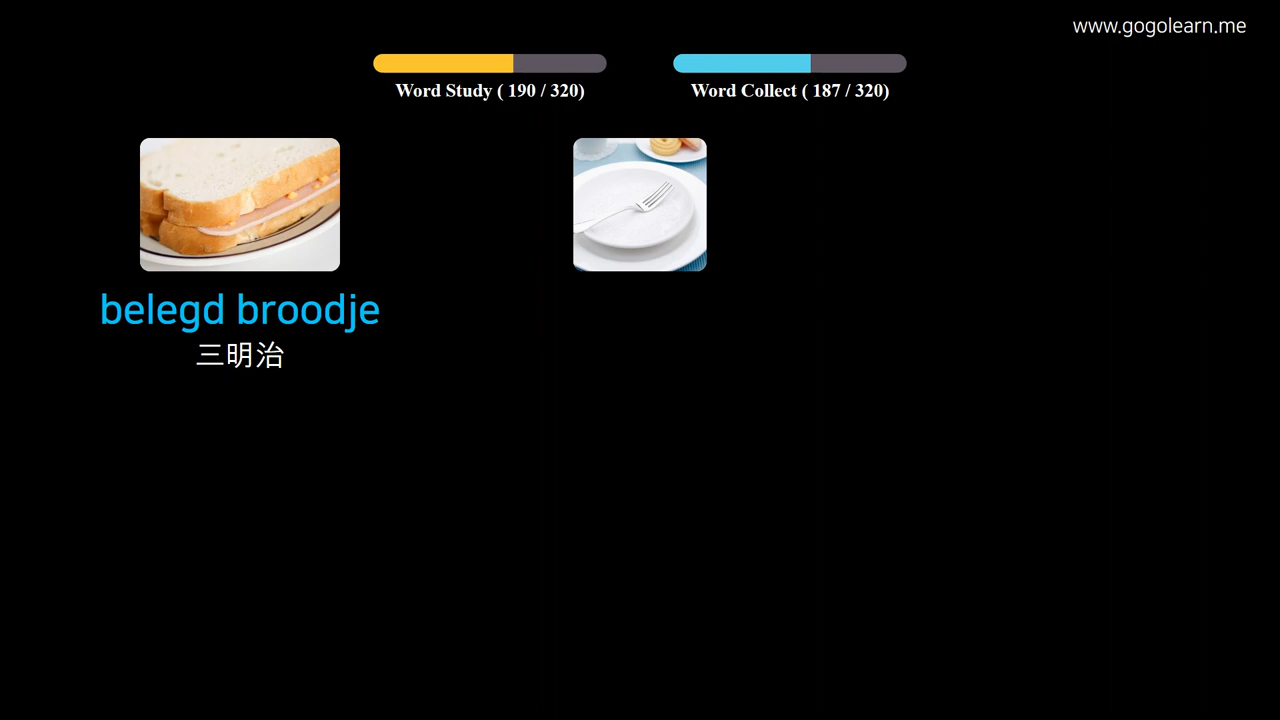 www.gogolearn.me
Word Study ( 190 / 320)
Word Collect ( 187 / 320)
belegd broodje
三明治